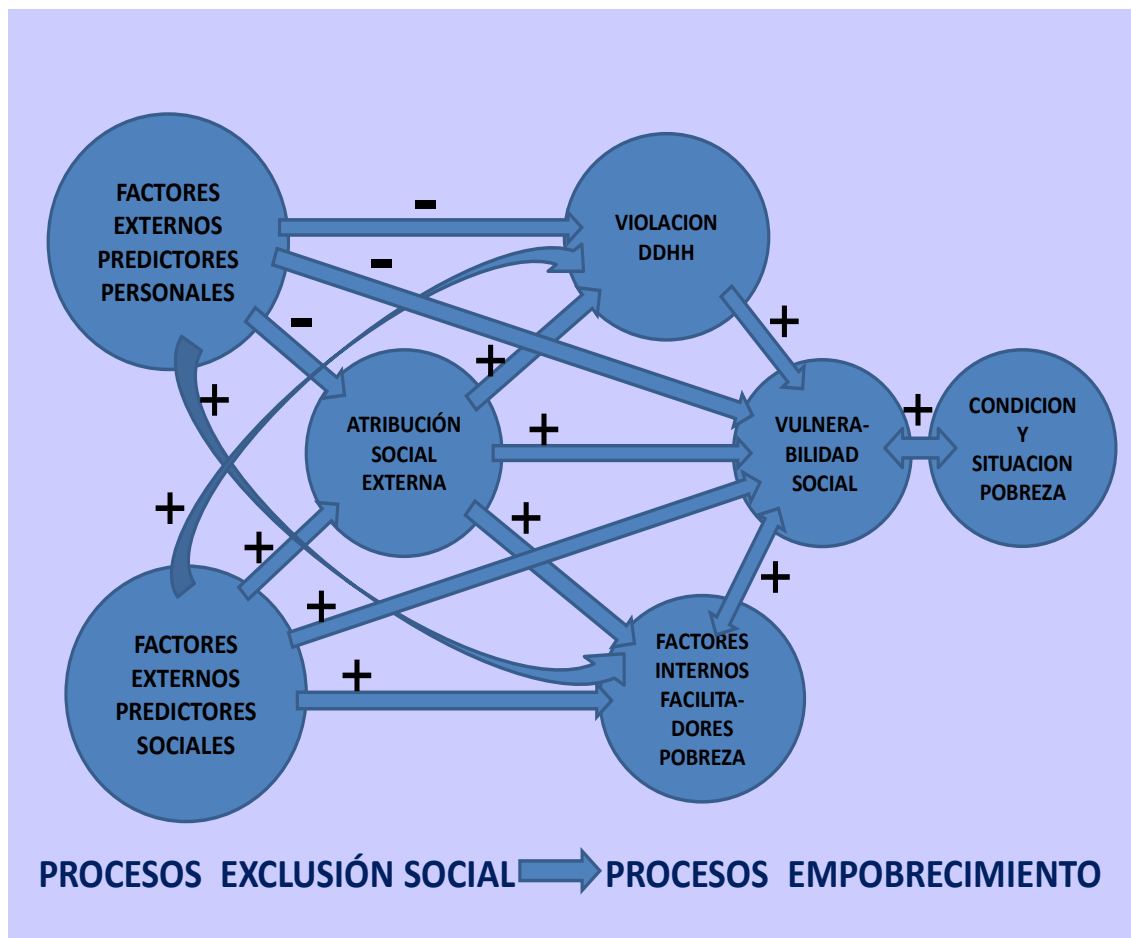 FACTORES
EXTERNOS
PREDICTORES
PERSONALES
-
-
-
VIOLACION
DDHH
+
+
+
ATRIBUCIÓN
SOCIAL
EXTERNA
+
VULNERA-
BILIDAD
SOCIAL
+
CONDICION
Y
SITUACION
POBREZA
+
+
+
+
+
+
FACTORES
EXTERNOS
PREDICTORES
SOCIALES
FACTORES
INTERNOS
FACILITA-
DORES
POBREZA
PROCESOS EXCLUSIÓN SOCIAL PROCESOS EMPOBRECIMIENTO